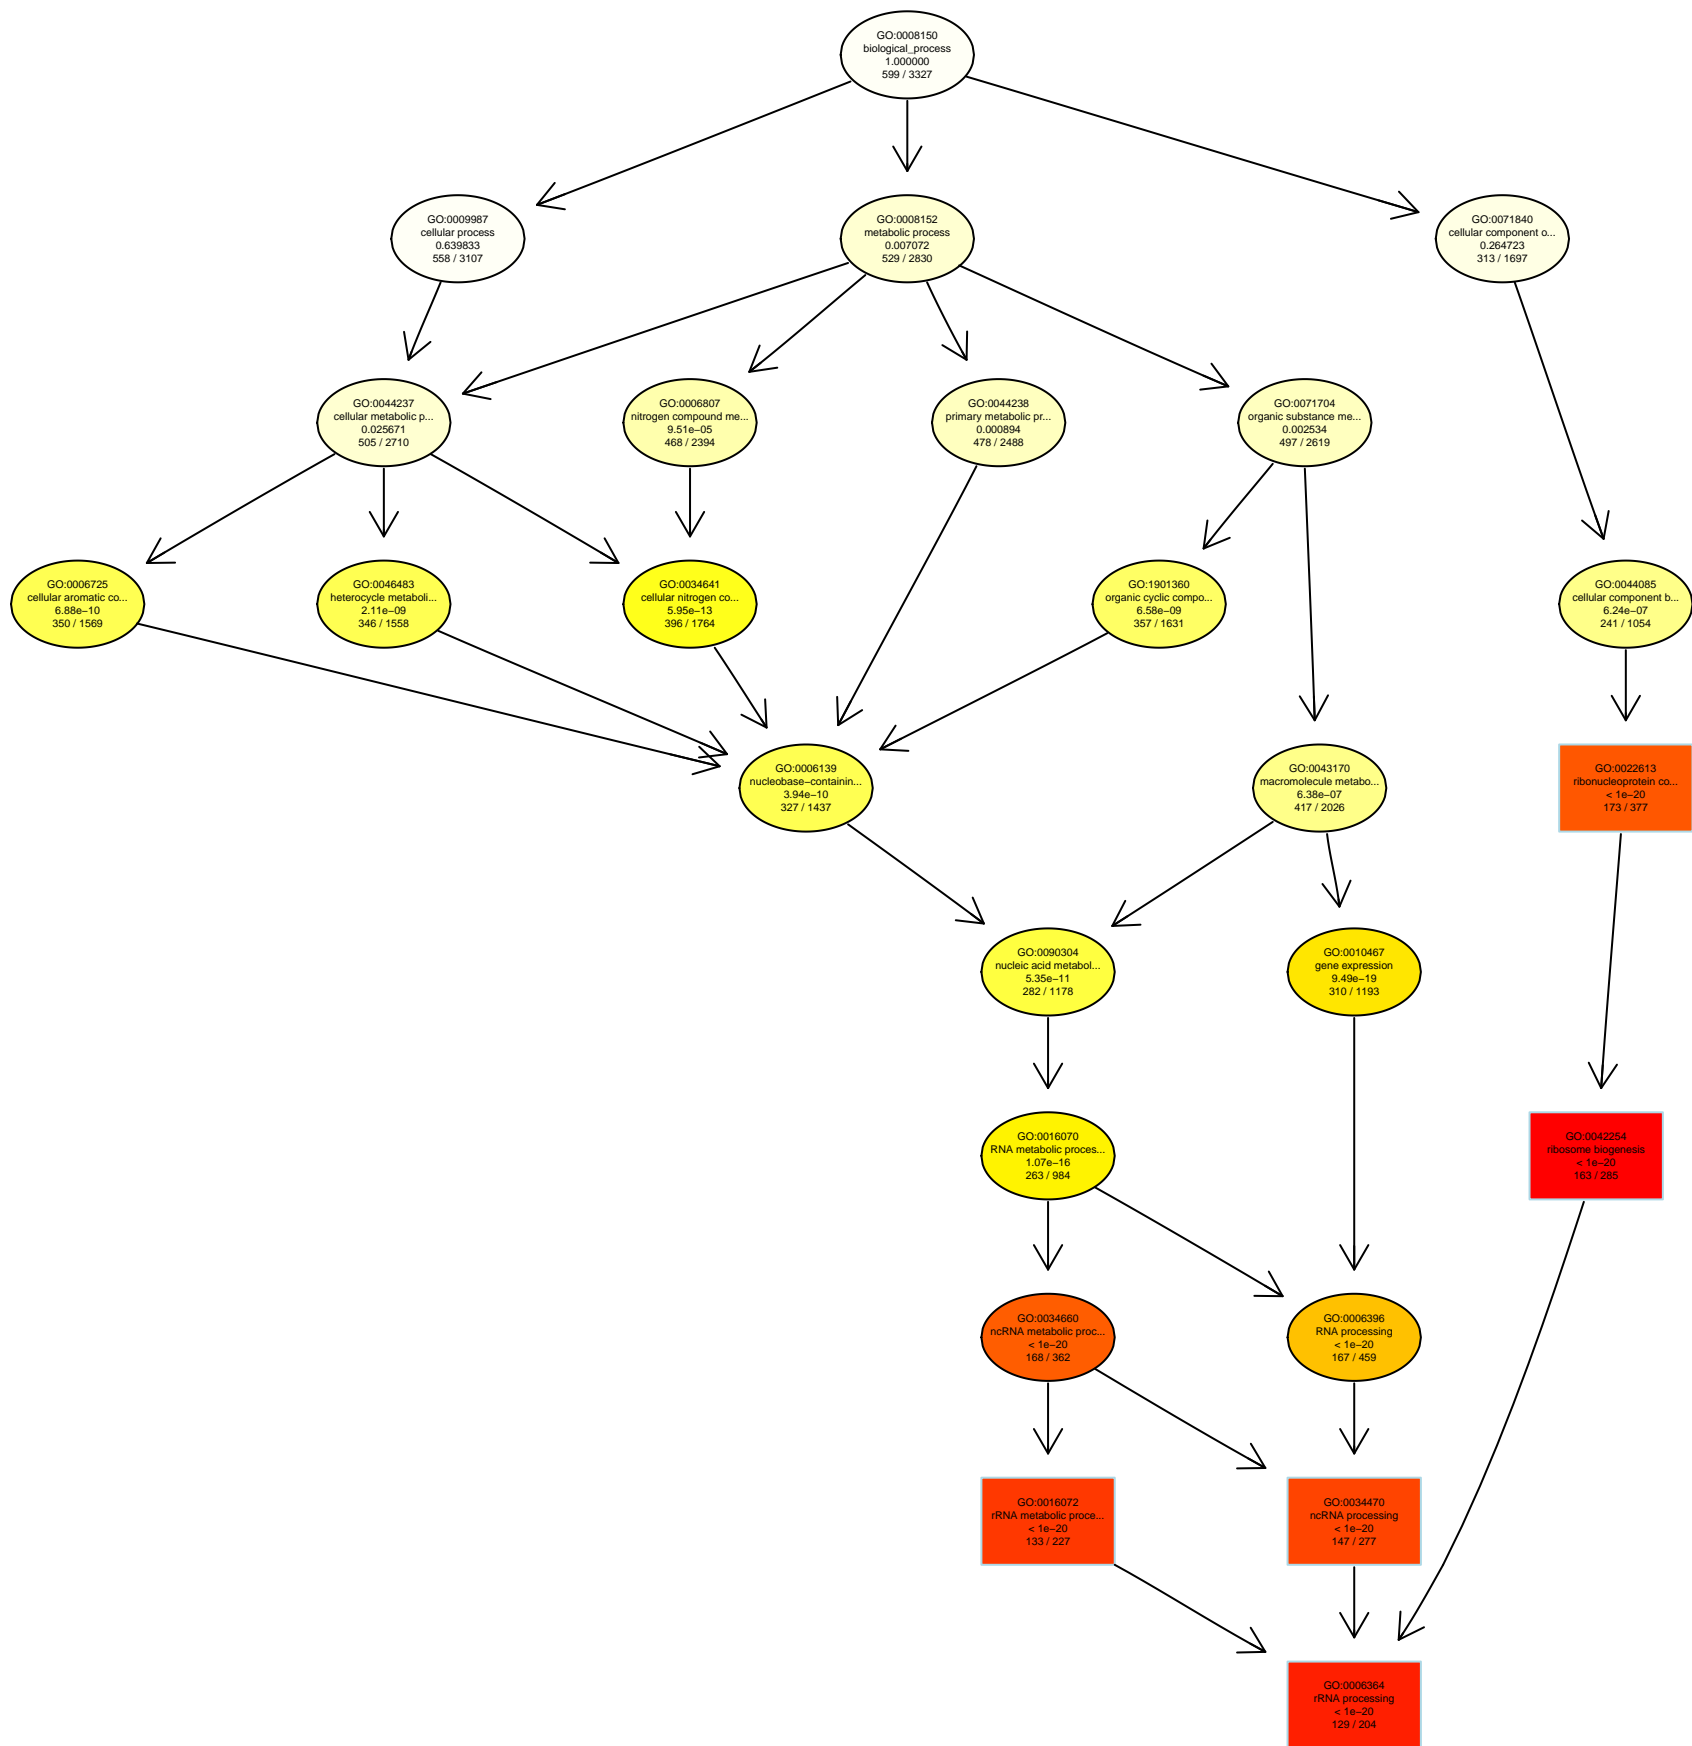 GO:0008150
biological_process
1.000000
599 / 3327
GO:0009987
cellular process
0.639833
558 / 3107
GO:0008152
metabolic process
0.007072
529 / 2830
GO:0071840
cellular component o...
0.264723
313 / 1697
GO:0044237
cellular metabolic p...
0.025671
505 / 2710
GO:0006807
nitrogen compound me...
9.51e−05
468 / 2394
GO:0044238
primary metabolic pr...
0.000894
478 / 2488
GO:0071704
organic substance me...
0.002534
497 / 2619
GO:0006725
cellular aromatic co...
6.88e−10
350 / 1569
GO:0046483
heterocycle metaboli...
2.11e−09
346 / 1558
GO:0034641
cellular nitrogen co...
5.95e−13
396 / 1764
GO:1901360
organic cyclic compo...
6.58e−09
357 / 1631
GO:0044085
cellular component b...
6.24e−07
241 / 1054
GO:0006139
nucleobase−containin...
3.94e−10
327 / 1437
GO:0043170
macromolecule metabo...
6.38e−07
417 / 2026
GO:0022613
ribonucleoprotein co...
< 1e−20
173 / 377
GO:0090304
nucleic acid metabol...
5.35e−11
282 / 1178
GO:0010467
gene expression
9.49e−19
310 / 1193
GO:0016070
RNA metabolic proces...
1.07e−16
263 / 984
GO:0042254
ribosome biogenesis
< 1e−20
163 / 285
GO:0034660
ncRNA metabolic proc...
< 1e−20
168 / 362
GO:0006396
RNA processing
< 1e−20
167 / 459
GO:0016072
rRNA metabolic proce...
< 1e−20
133 / 227
GO:0034470
ncRNA processing
< 1e−20
147 / 277
GO:0006364
rRNA processing
< 1e−20
129 / 204